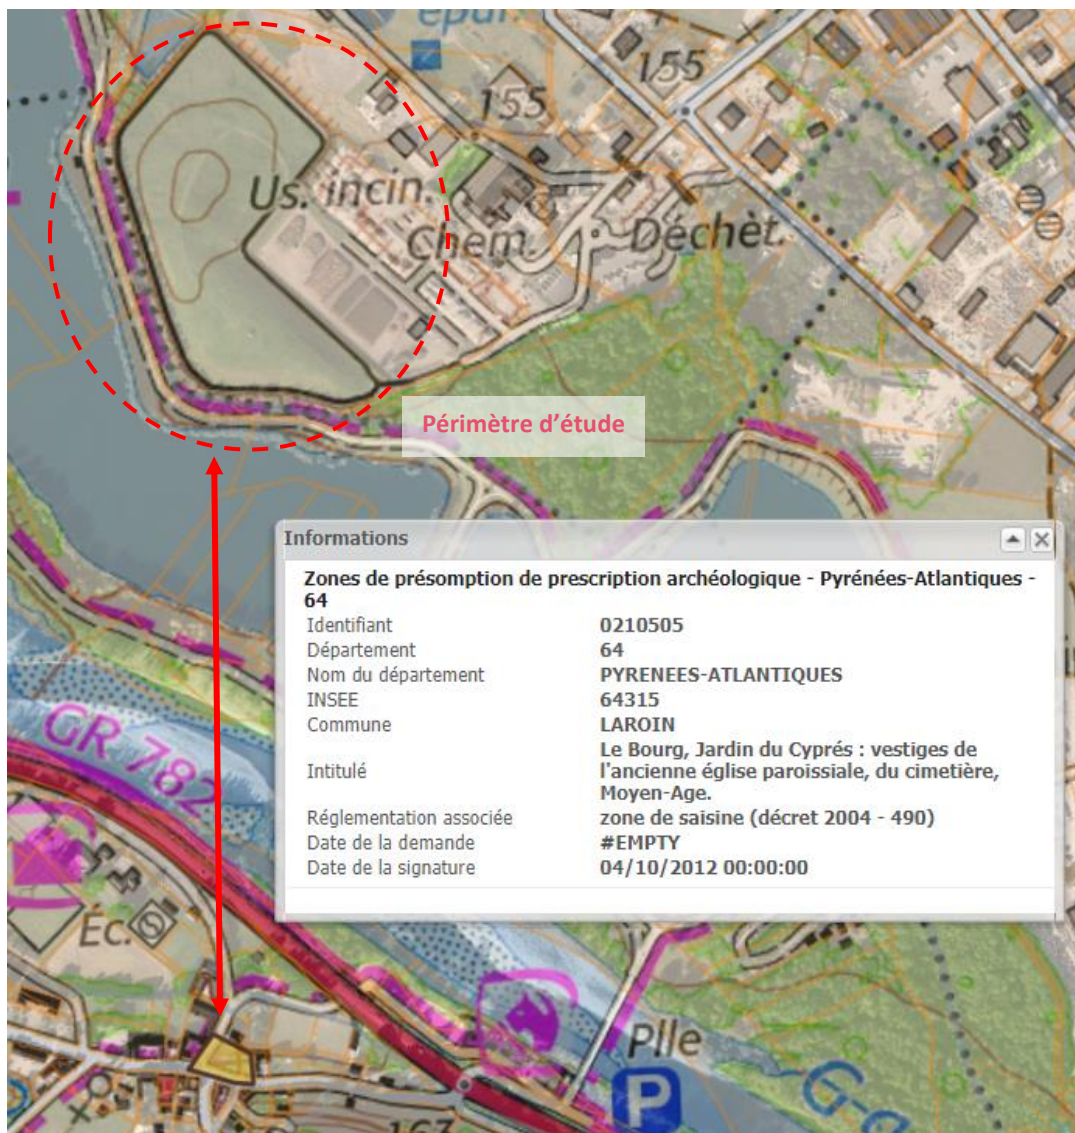 épur.
155
155
Us. incin.
Chem.
Déchèt.
Périmètre d'étude
Informations
Zones de présomption de prescription archéologique - Pyrénées-Atlantiques -
64
Identifiant 0210505
Département 64
Nom du département PYRENEES-ATLANTIQUES
INSEE 64315
Commune LAROIN
Intitulé Le Bourg, Jardin du Cyprés : vestiges de
l'ancienne église paroissiale, du cimetière,
Moyen-Age.
Réglementation associée zone de saisine (décret 2004 - 490)
Date de la demande #EMPTY
Date de la signature 04/10/2012 00:00:00
GR 782
Éc.
S
Plle
P
G-a
163